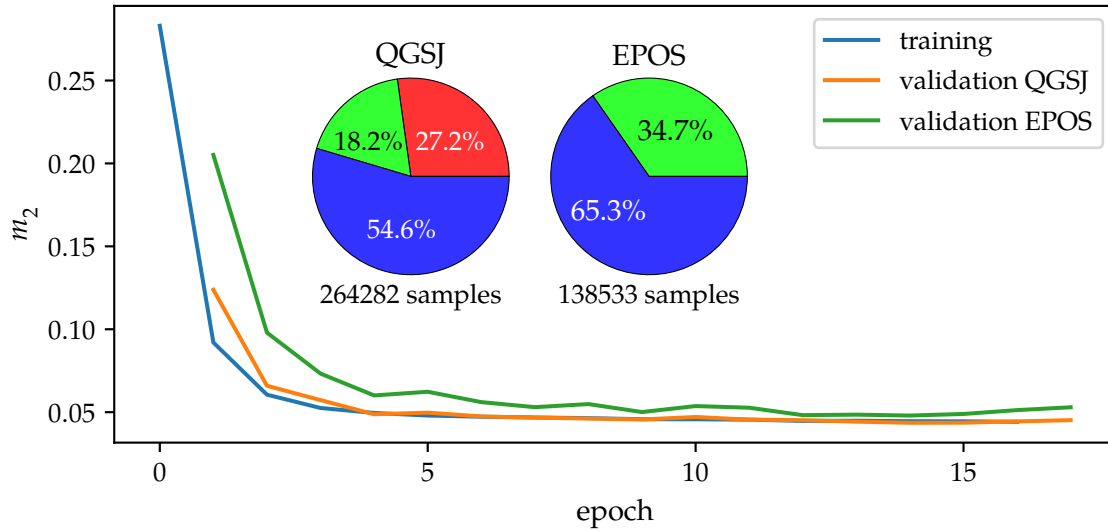 QGSJ
EPOS
training
validation QGSJ
validation EPOS
0.25
0.20
0.15
0.10
0.05
m2
18.2%
27.2%
54.6%
34.7%
65.3%
264282 samples
138533 samples
0
5
10
15
epoch